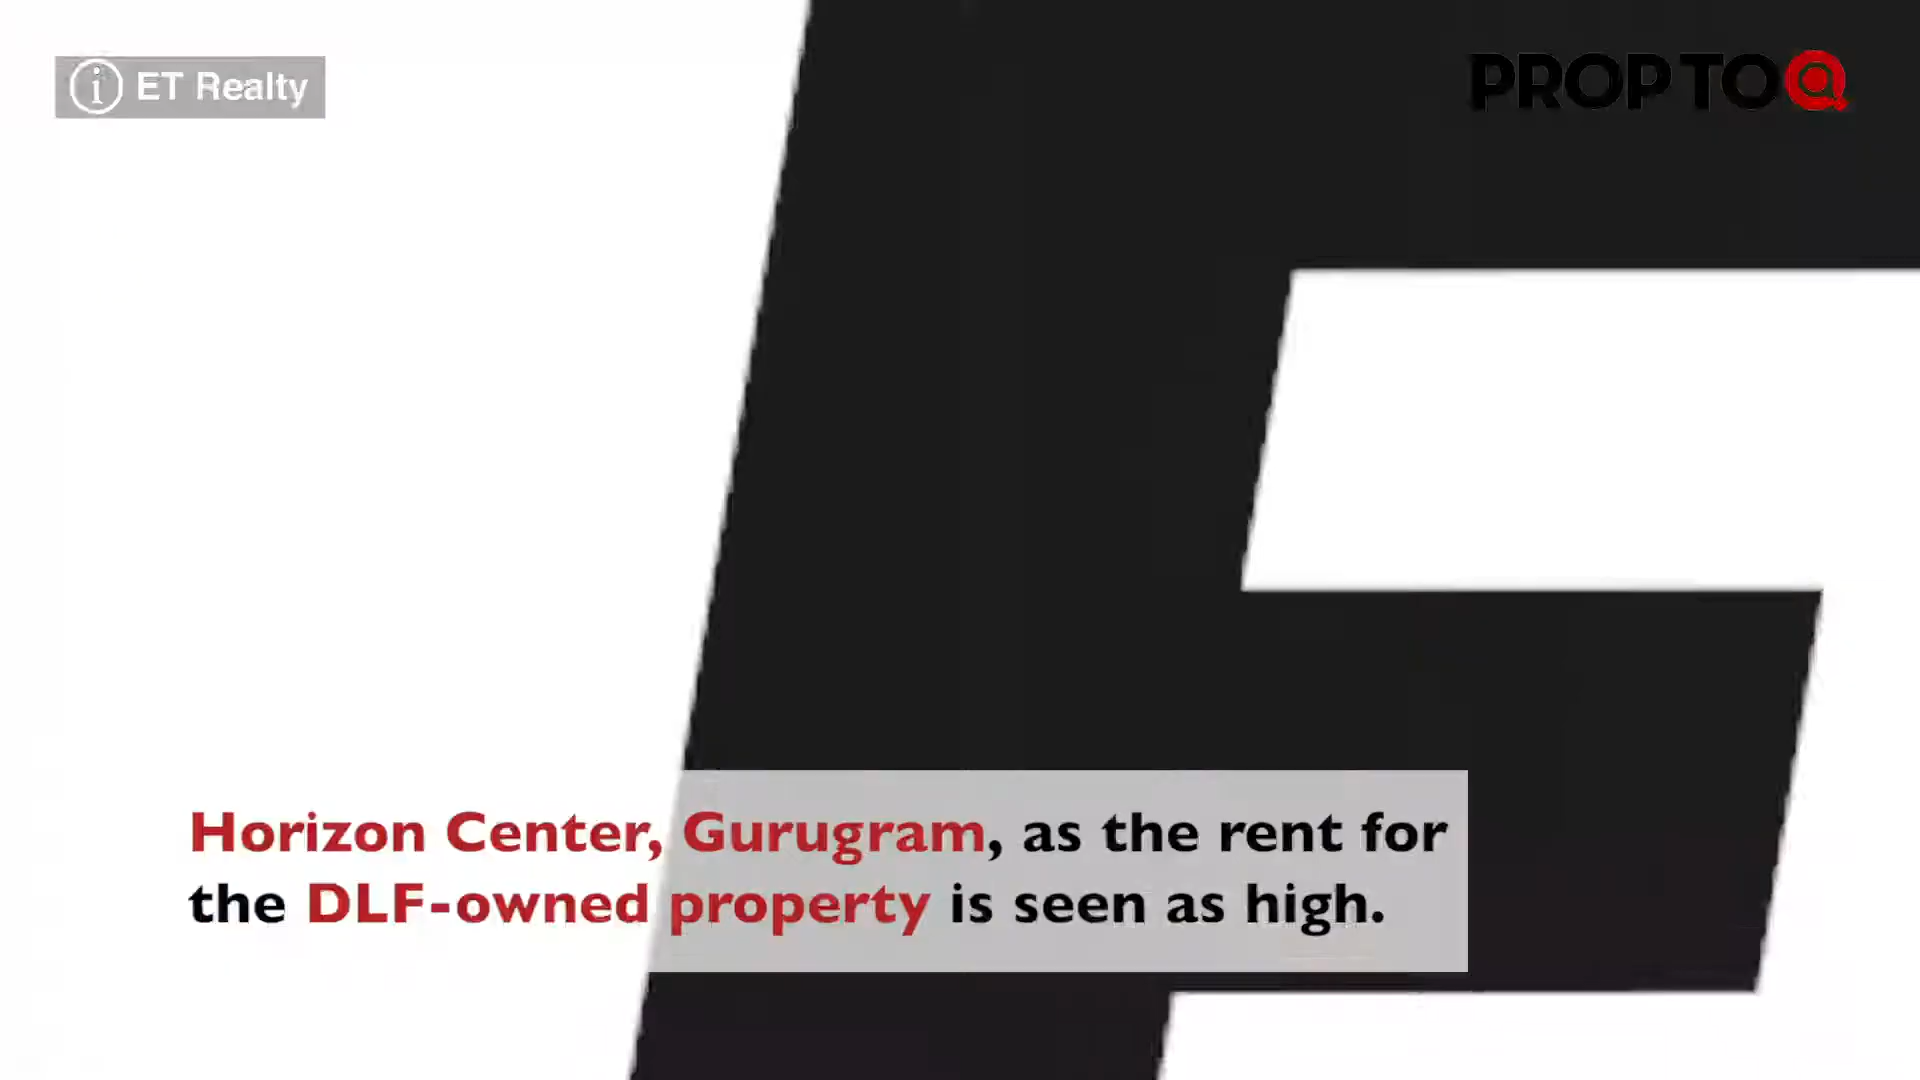 ET Realty
PROPTOQ
Horizon Center, Gurugram, as the rent for
the DLF-owned property is seen as high.